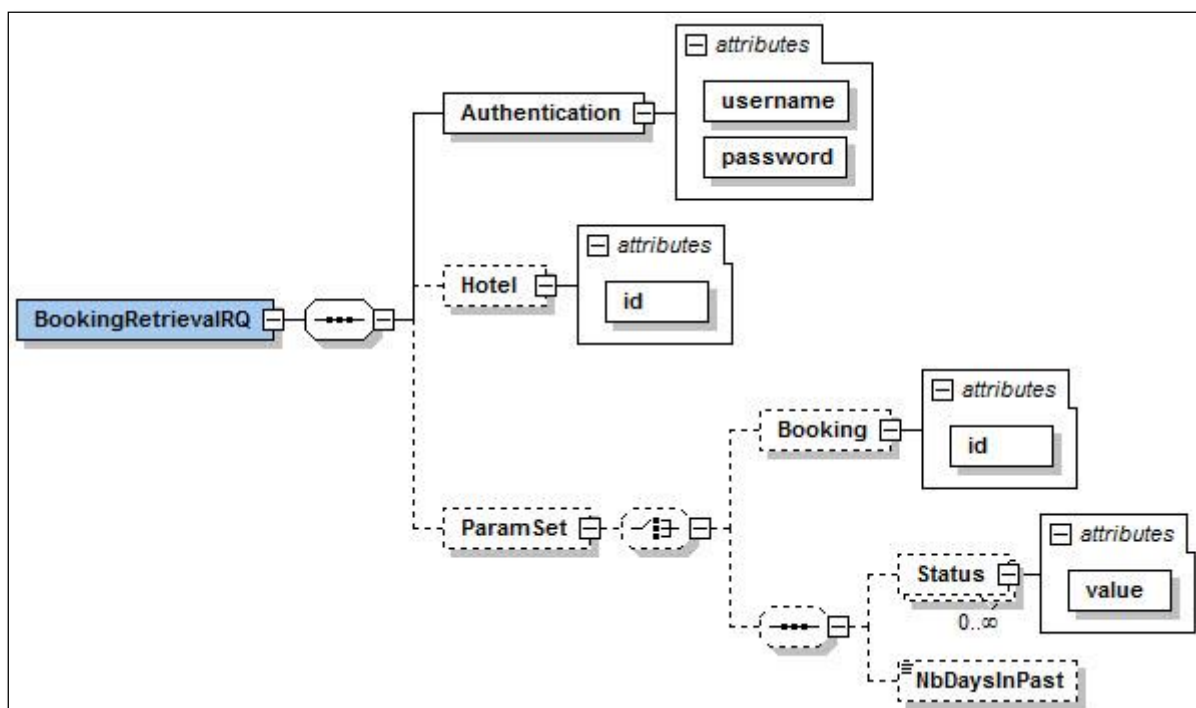 attributes
username
Authentication
password
attributes
Hotel
id
BookingRetrievalRQ
attributes
Booking
id
ParamSet
attributes
Status
value
0..∞
NbDaysInPast